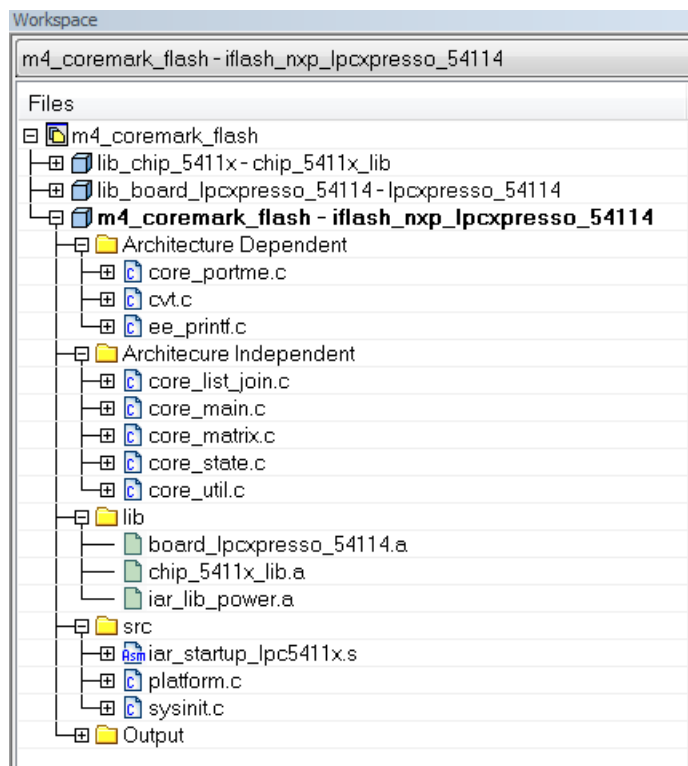 Workspace
m4_coremark_flash - iflash_nxp_lpcxpresso_54114
Files
m4_coremark_flash
lib_chip_5411x - chip_5411x_lib
lib_board_lpcxpresso_54114 - lpcxpresso_54114
m4_coremark_flash - iflash_nxp_lpcxpresso_54114
Architecture Dependent
core_portme.c
cvt.c
ee_printf.c
Architecure Independent
core_list_join.c
core_main.c
core_matrix.c
core_state.c
core_util.c
lib
board_lpcxpresso_54114.a
chip_5411x_lib.a
iar_lib_power.a
src
Asm iar_startup_lpc5411x.s
platform.c
sysinit.c
Output